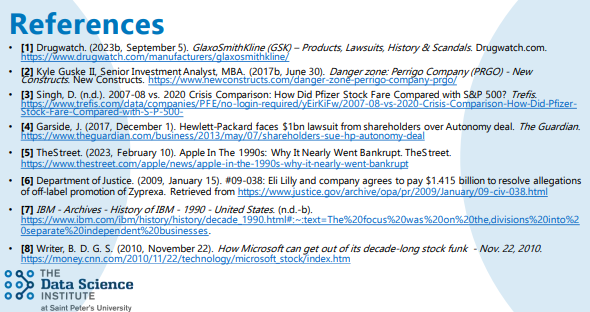 References
• [1] Drugwatch. (2023b, September 5). GlaxoSmithKline (GSK) – Products, Lawsuits, History & Scandals. Drugwatch.com.
https://www.drugwatch.com/manufacturers/glaxosmithkline/
• [2] Kyle Guske II, Senior Investment Analyst, MBA. (2017b, June 30). Danger zone: Perrigo Company (PRGO) - New
Constructs. New Constructs. https://www.newconstructs.com/danger-zone-perrigo-company-prgo/
• [3] Singh, D. (n.d.). 2007-08 vs. 2020 Crisis Comparison: How Did Pfizer Stock Fare Compared with S&P 500? Trefis.
https://www.trefis.com/data/companies/PFE/no-login-required/yEirKiFw/2007-08-vs-2020-Crisis-Comparison-How-Did-Pfizer-
Stock-Fare-Compared-with-S-P-500-
• [4] Garside, J. (2017, December 1). Hewlett-Packard faces $1bn lawsuit from shareholders over Autonomy deal. The Guardian.
https://www.theguardian.com/business/2013/may/07/shareholders-sue-hp-autonomy-deal
• [5] TheStreet. (2023, February 10). Apple In The 1990s: Why It Nearly Went Bankrupt. TheStreet.
https://www.thestreet.com/apple/news/apple-in-the-1990s-why-it-nearly-went-bankrupt
• [6] Department of Justice. (2009, January 15). #09-038: Eli Lilly and company agrees to pay $1.415 billion to resolve allegations
of off-label promotion of Zyprexa. Retrieved from https://www.justice.gov/archive/opa/pr/2009/January/09-civ-038.html
• [7] IBM - Archives - History of IBM - 1990 - United States. (n.d.-b).
https://www.ibm.com/ibm/history/history/decade_1990.html#:~:text=The%20focus%20was%20on%20the,divisions%20into%2
0separate%20independent%20businesses.
• [8] Writer, B. D. G. S. (2010, November 22). How Microsoft can get out of its decade-long stock funk - Nov. 22, 2010.
https://money.cnn.com/2010/11/22/technology/microsoft_stock/index.htm
THE
Data Science
INSTITUTE
at Saint Peter's University